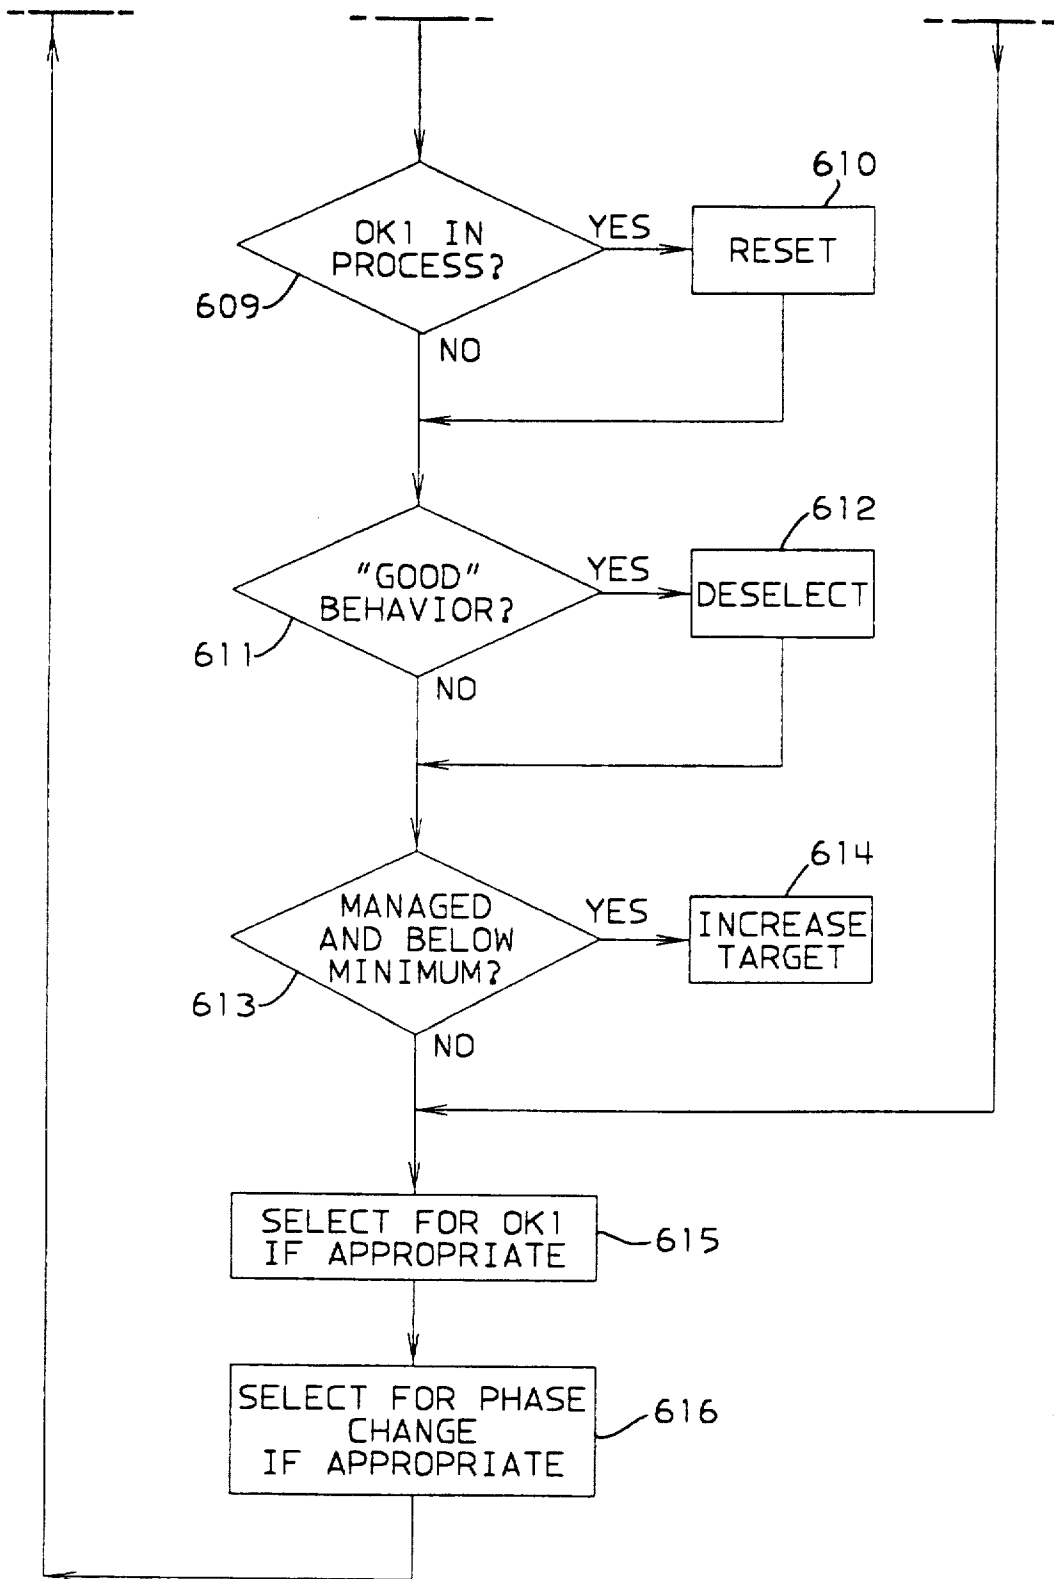 610
OK1 IN
PROCESS?
YES
RESET
609
NO
612
"GOOD"
BEHAVIOR?
YES
DESELECT
611
NO
614
MANAGED
AND BELOW
MINIMUM?
YES
INCREASE
TARGET
613
NO
SELECT FOR OK1
IF APPROPRIATE
615
SELECT FOR PHASE
CHANGE
IF APPROPRIATE
616